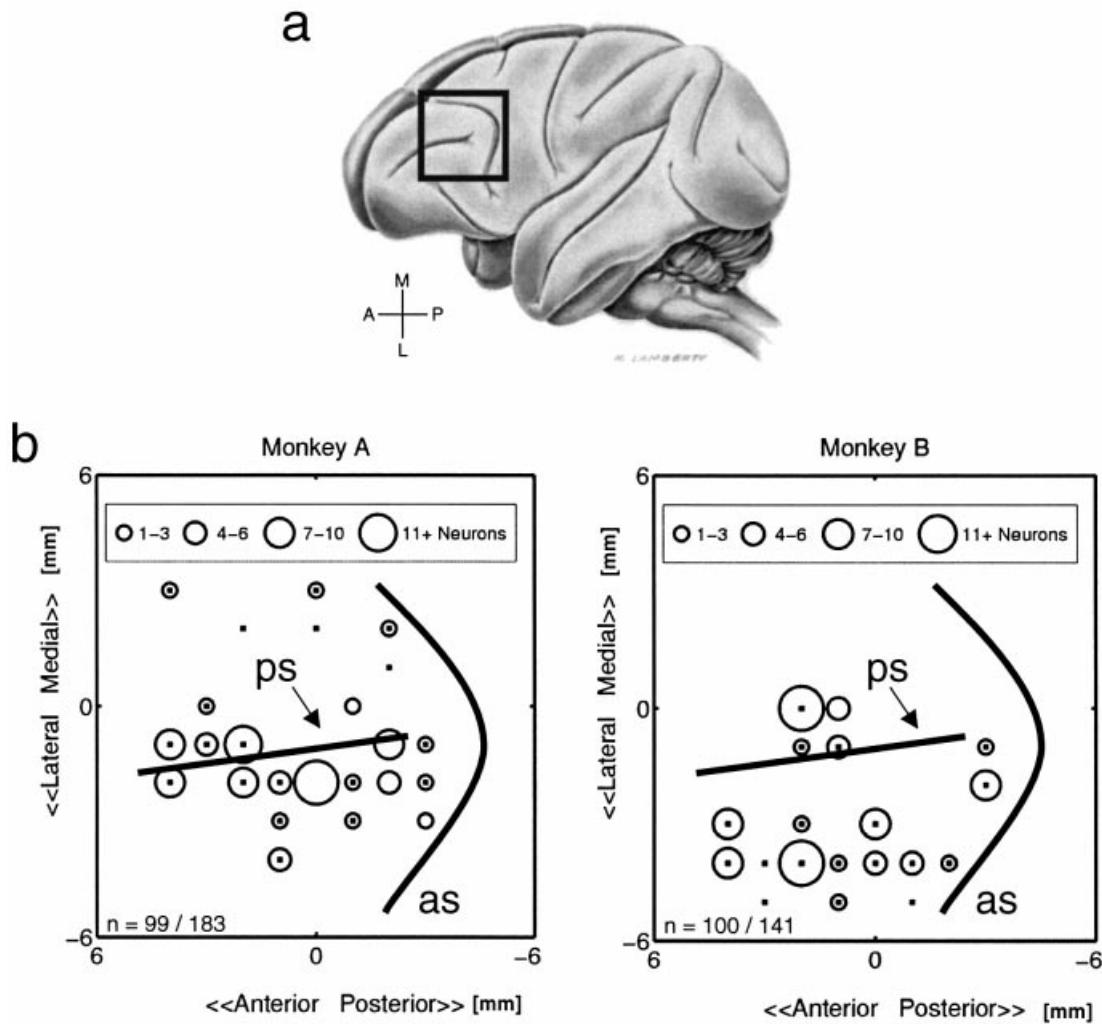 a
M
A P
L
K. LAMBERTY
b
Monkey A
6
1–3 4–6 7–10 11+ Neurons
<<Lateral Medial>> [mm]
ps
0
as
n = 99 / 183
−6
6 0 −6
<<Anterior Posterior>> [mm]
Monkey B
6
1–3 4–6 7–10 11+ Neurons
<<Lateral Medial>> [mm]
ps
0
as
n = 100 / 141
−6
6 0 −6
<<Anterior Posterior>> [mm]